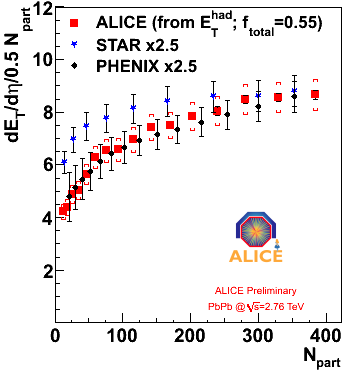 ALICE (from E_T^had; f_total=0.55)
STAR x2.5
PHENIX x2.5
dE_T/dη/0.5 N_part
12
10
8
6
4
2
ALICE
ALICE Preliminary
PbPb @ √s=2.76 TeV
0 100 200 300 400
N_part